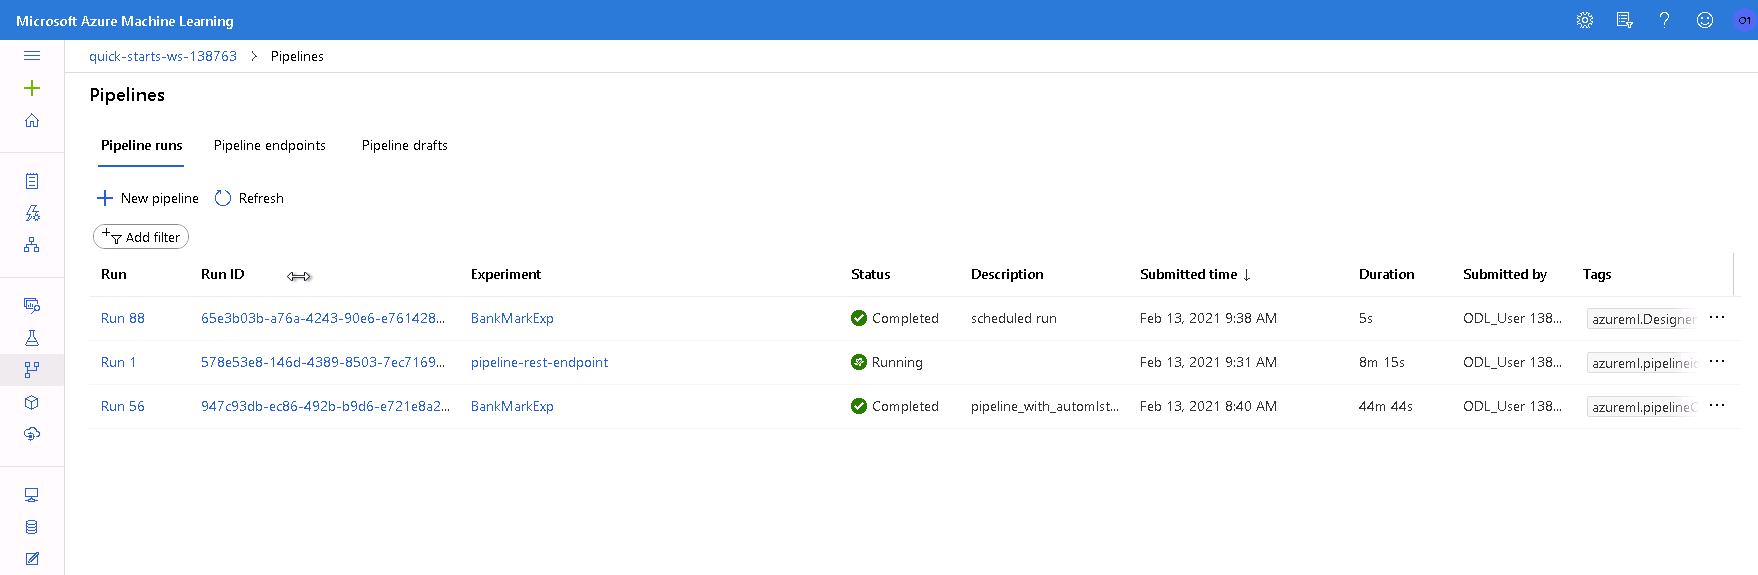 Microsoft Azure Machine Learning
O1
quick-starts-ws-138763 > Pipelines
Pipelines
Pipeline runs Pipeline endpoints Pipeline drafts
New pipeline Refresh
Add filter
Run Run ID Experiment Status Description Submitted time ↓ Duration Submitted by Tags
Run 88 65e3b03b-a76a-4243-90e6-e761428... BankMarkExp Completed scheduled run Feb 13, 2021 9:38 AM 5s ODL_User 138... azureml.Designer ...
Run 1 578e53e8-146d-4389-8503-7ec7169... pipeline-rest-endpoint Running Feb 13, 2021 9:31 AM 8m 15s ODL_User 138... azureml.pipelineid ...
Run 56 947c93db-ec86-492b-b9d6-e721e8a2... BankMarkExp Completed pipeline_with_automlst... Feb 13, 2021 8:40 AM 44m 44s ODL_User 138... azureml.pipelineC ...